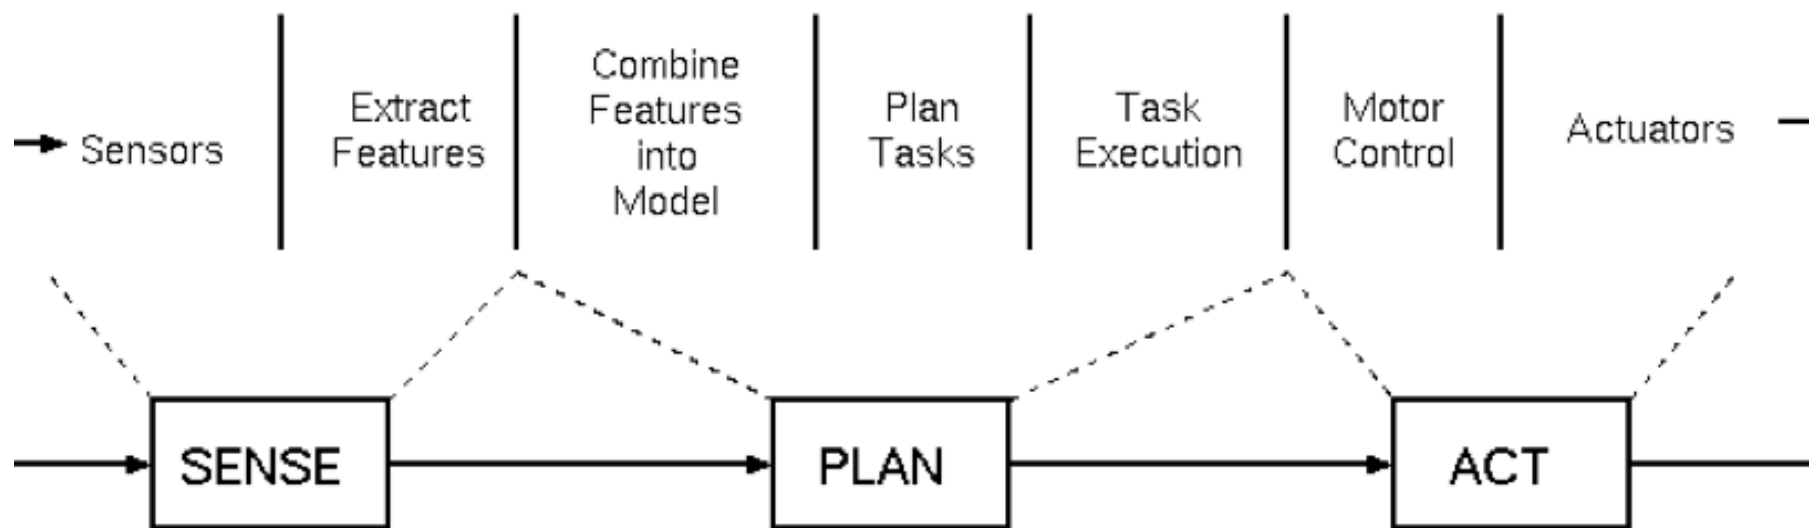 Sensors
Extract
Features
Combine
Features
into
Model
Plan
Tasks
Task
Execution
Motor
Control
Actuators
SENSE
PLAN
ACT